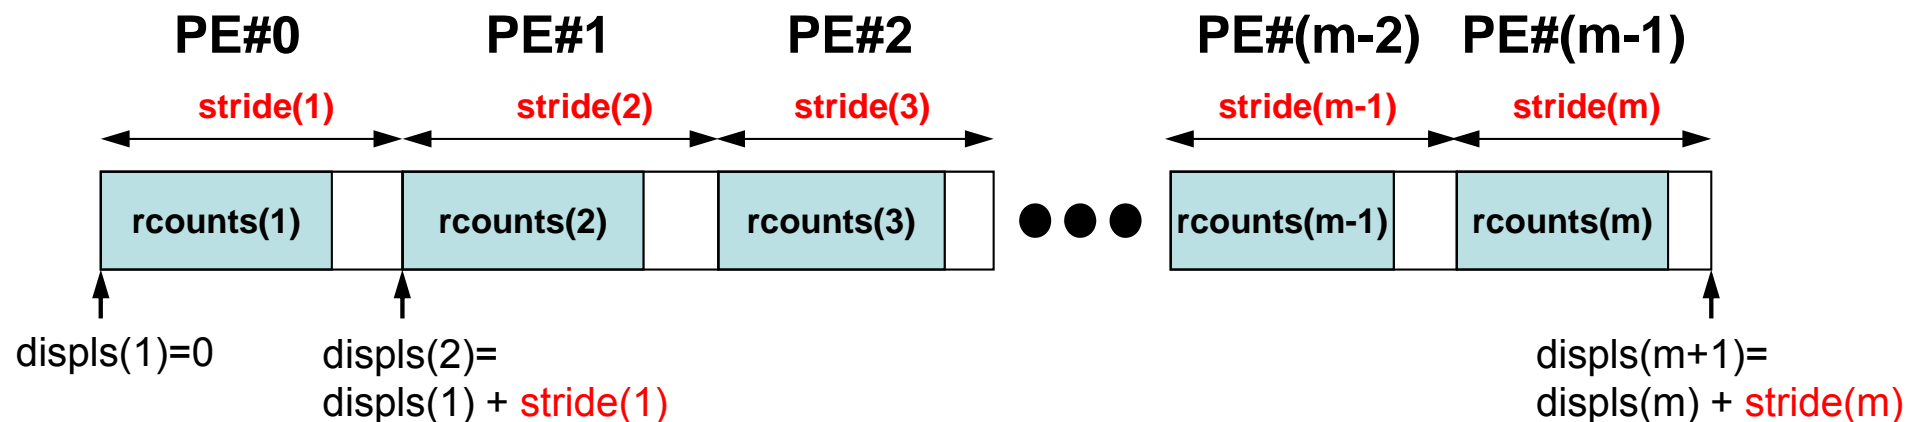 PE#0 PE#1 PE#2 PE#(m-2) PE#(m-1)
stride(1) stride(2) stride(3) stride(m-1) stride(m)
rcounts(1) rcounts(2) rcounts(3) rcounts(m-1) rcounts(m)
displs(1)=0
displs(2)=
displs(1) + stride(1)
displs(m+1)=
displs(m) + stride(m)